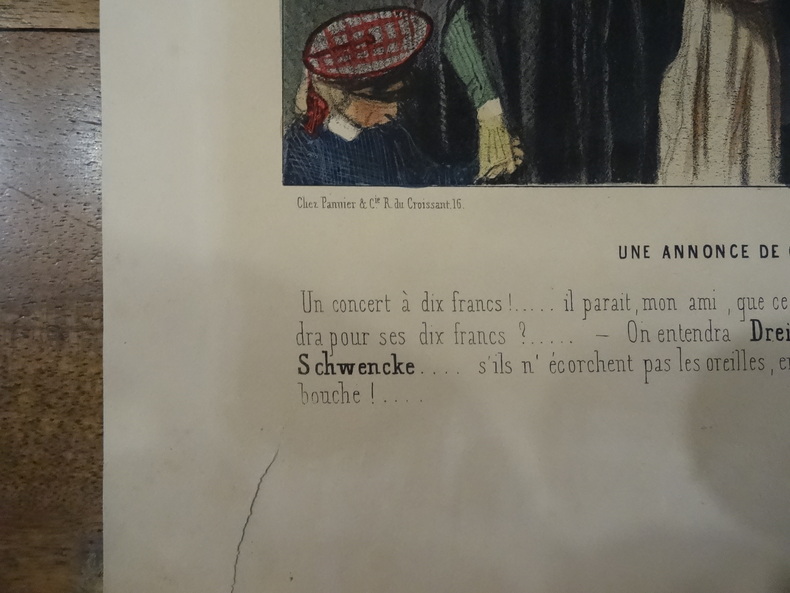 Chez Pannier & Cie R. du Croissant. 16.
UNE ANNONCE DE
Un concert à dix francs !..... il parait, mon ami , que ce
dra pour ses dix francs ?..... — On entendra Drei
Schwencke.... s'ils n' écorchent pas les oreilles,
bouche !....